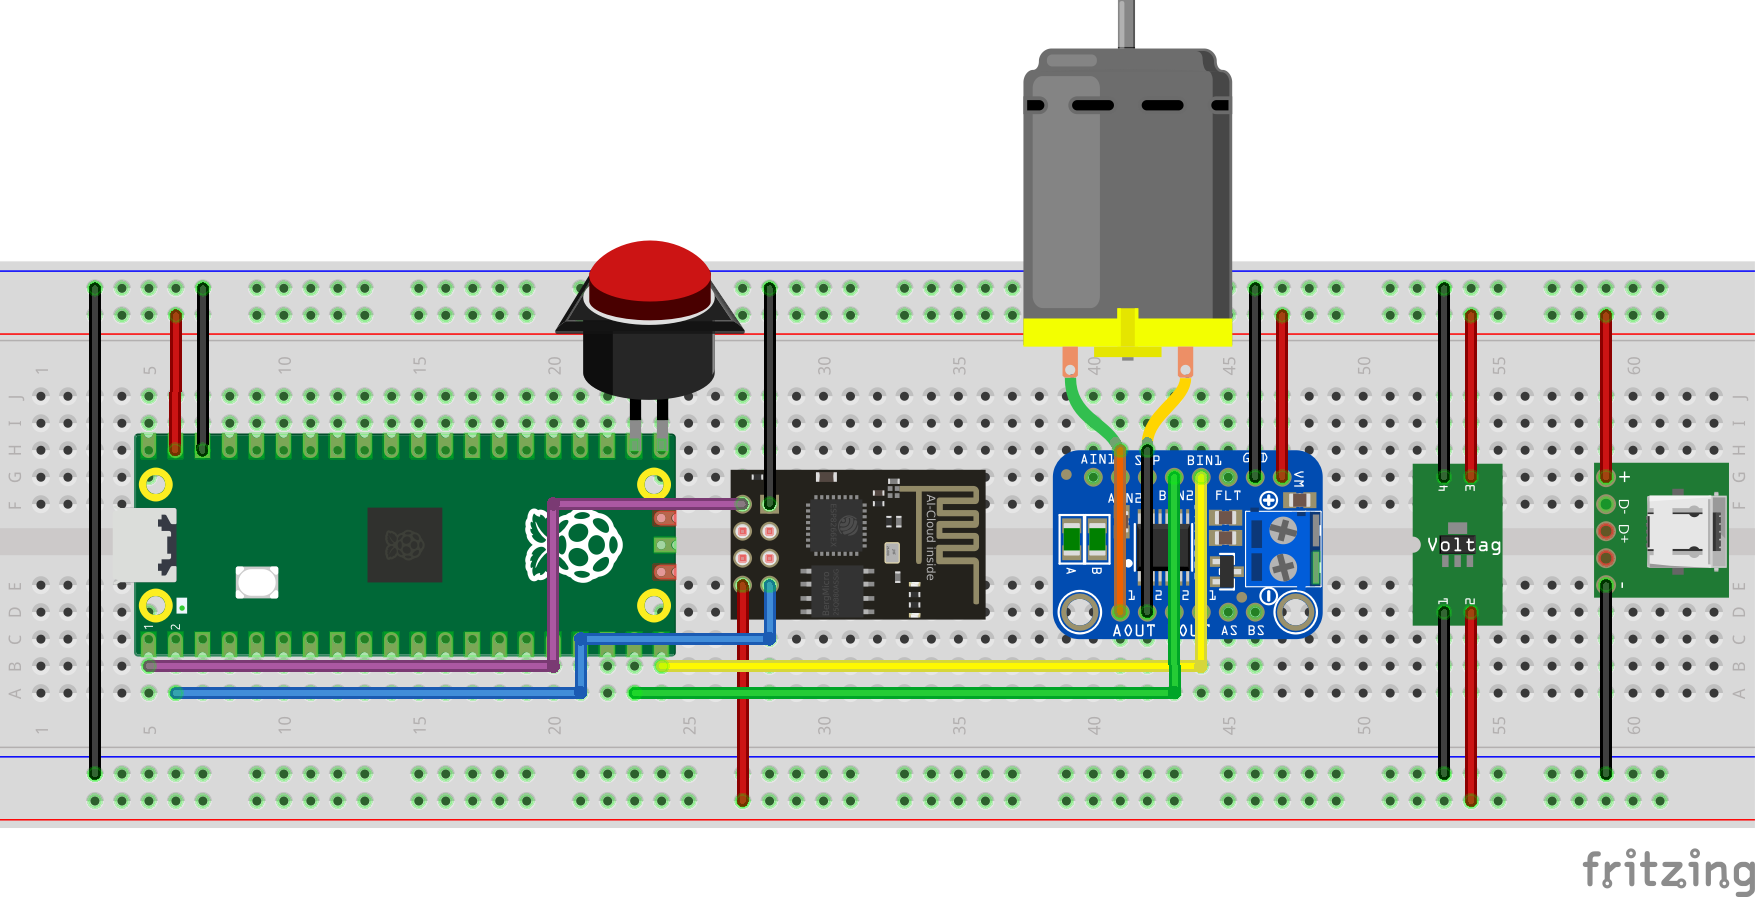 1 5 10 15 20 25 30 35 40 45 50 55 60
J J
I I
H H
G G
F F
E E
D D
C C
B B
A A
1 2
AI-Cloud inside
AIN1 SLP BIN1 GND
AIN2 BIN2 FLT VM
A B
1 2 2 1
AOUT BOUT AS BS
4 3
Voltag
1 2
+
D-
D+
-
1 5 10 15 20 25 30 35 40 45 50 55 60
fritzing